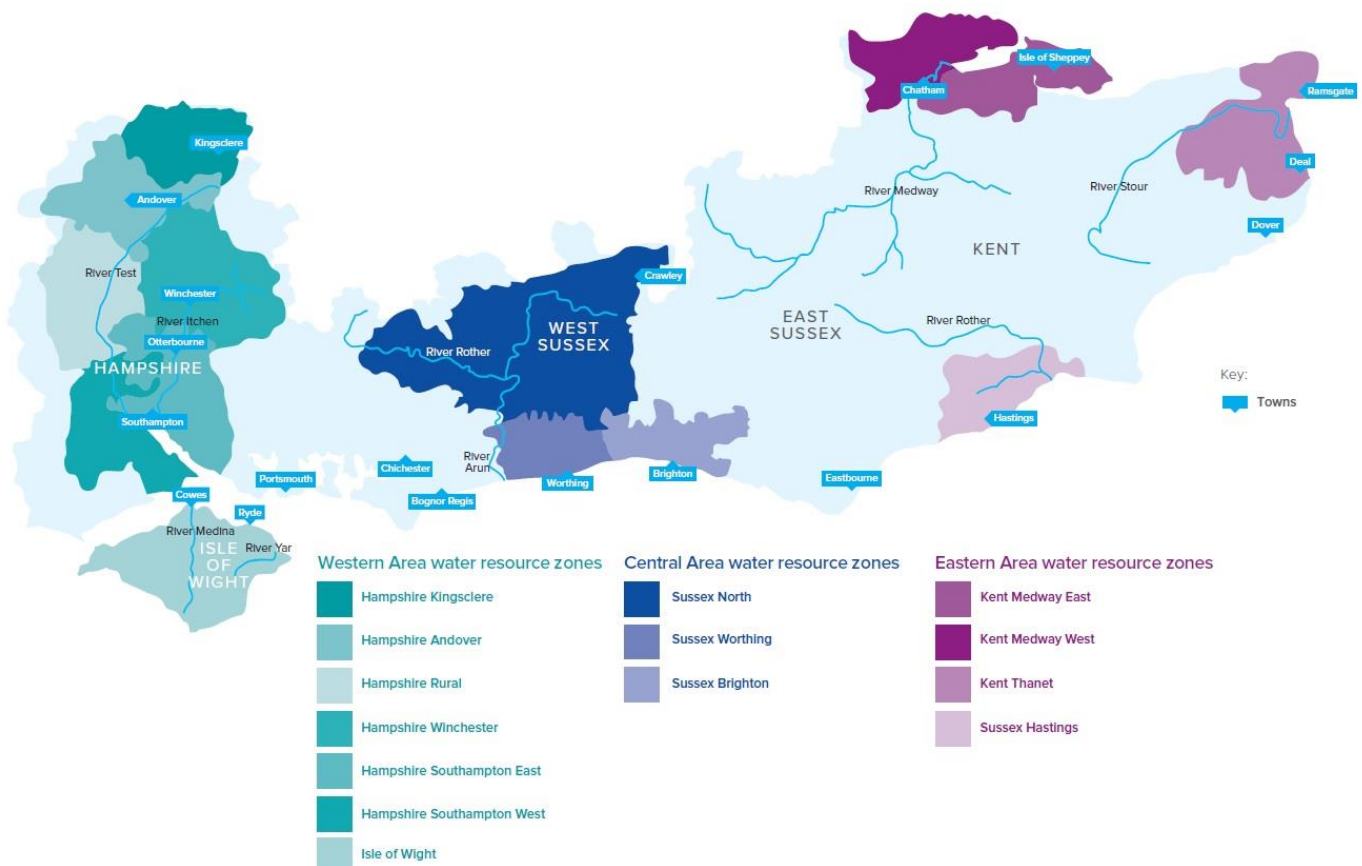 Isle of Sheppey
Chatham
Ramsgate
Kingsclere
Deal
River Medway
River Stour
Andover
Dover
KENT
River Test
Crawley
Winchester
EAST
SUSSEX
River Itchen
WEST
SUSSEX
River Rother
Otterbourne
River Rother
HAMPSHIRE
Key:
Towns
Southampton
Hastings
River
Arun
Chichester
Portsmouth
Worthing
Brighton
Eastbourne
Cowes
Bognor Regis
Ryde
River Medina
River Yar
ISLE
OF
WIGHT
Western Area water resource zones
Hampshire Kingsclere
Hampshire Andover
Hampshire Rural
Hampshire Winchester
Hampshire Southampton East
Hampshire Southampton West
Isle of Wight
Central Area water resource zones
Sussex North
Sussex Worthing
Sussex Brighton
Eastern Area water resource zones
Kent Medway East
Kent Medway West
Kent Thanet
Sussex Hastings